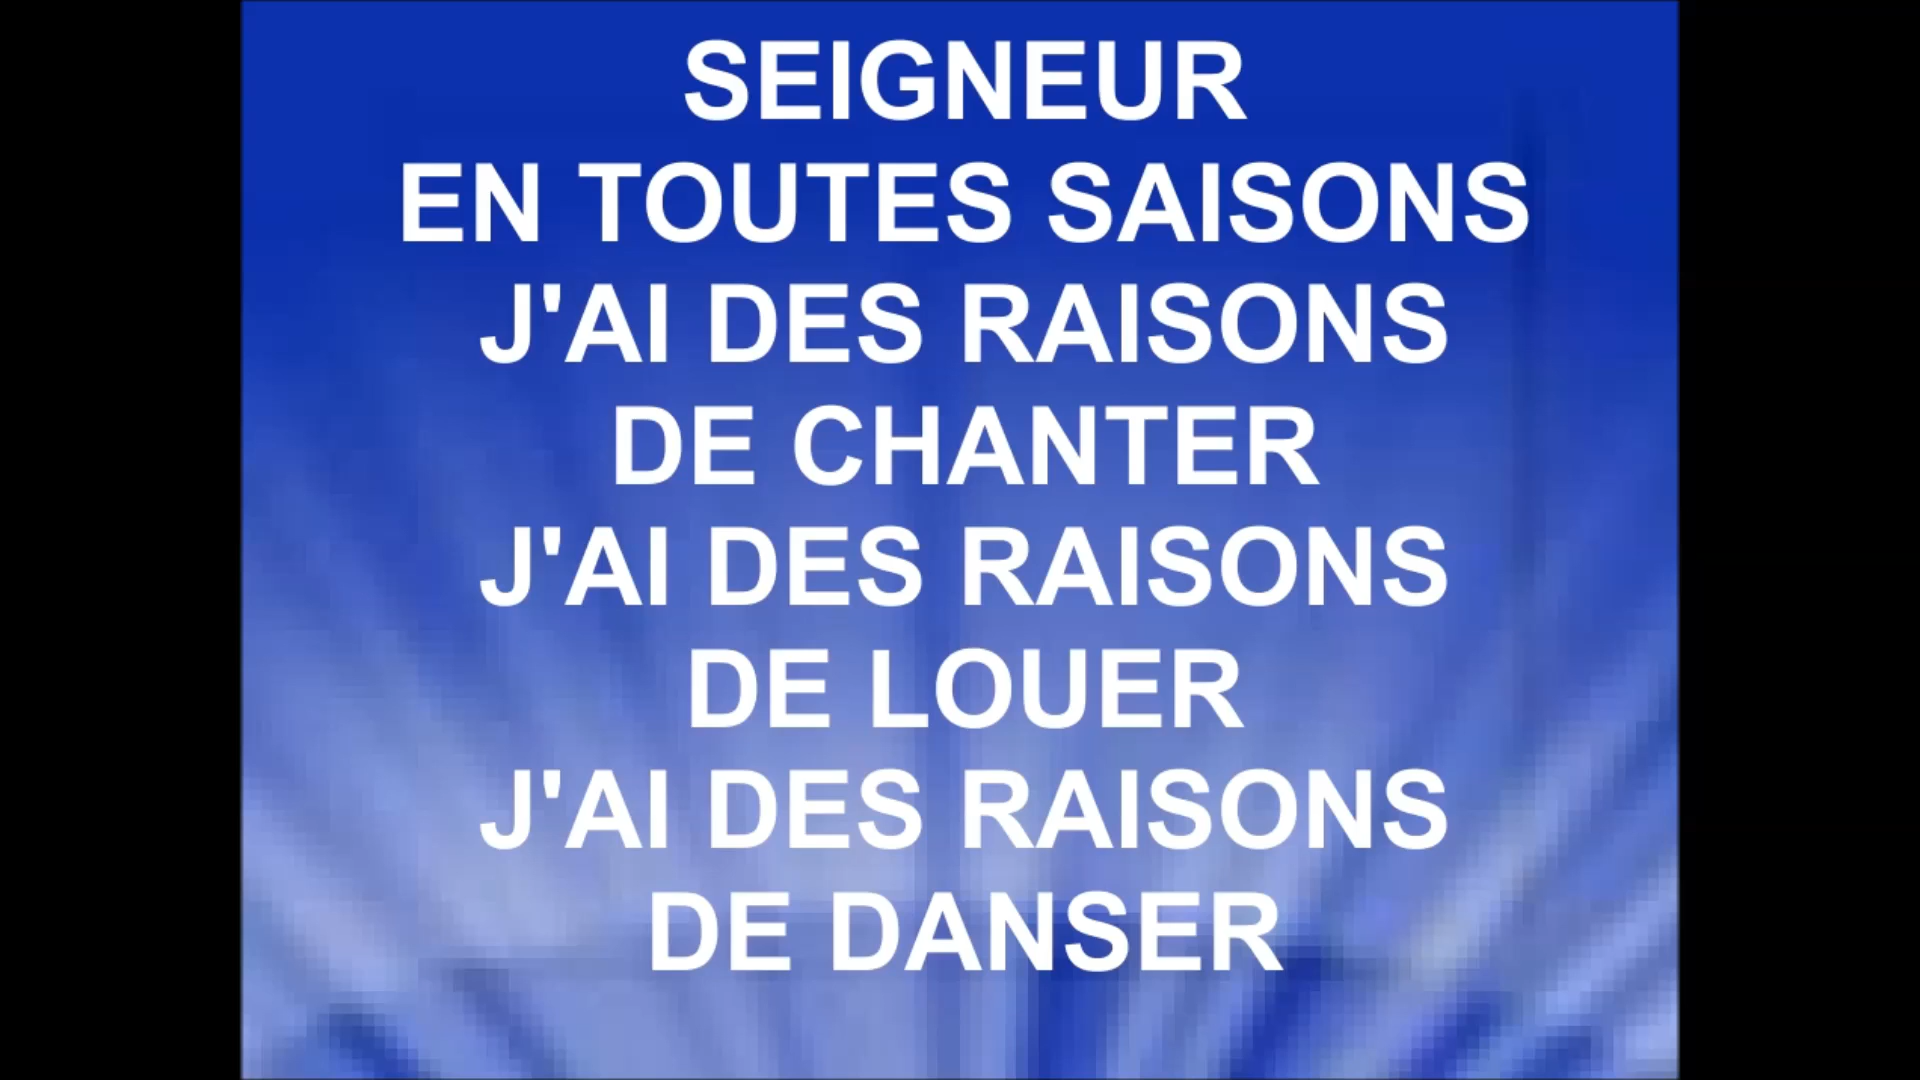 SEIGNEUR
EN TOUTES SAISONS
J'AI DES RAISONS
DE CHANTER
J'AI DES RAISONS
DE LOUER
J'AI DES RAISONS
DE DANSER